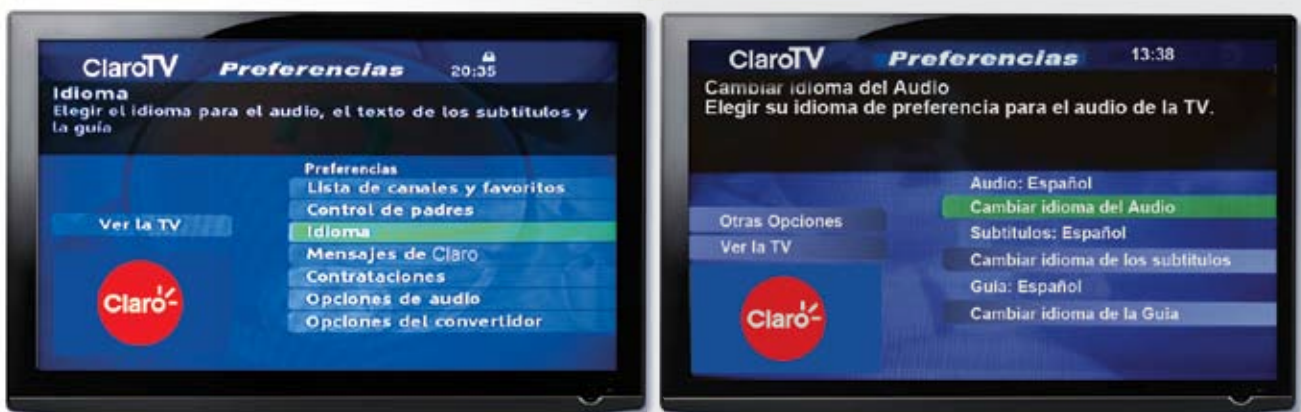 ClaroTV Preferencias 20:35
Idioma
Elegir el idioma para el audio, el texto de los subtítulos y
la guía
Preferencias
Lista de canales y favoritos
Control de padres
Ver la TV
Idioma
Mensajes de Claro
Contrataciones
Opciones de audio
Opciones del convertidor
Claro
ClaroTV Preferencias 13:38
Cambiar idioma del Audio
Elegir su idioma de preferencia para el audio de la TV.
Audio: Español
Cambiar idioma del Audio
Otras Opciones
Subtitulos: Español
Ver la TV
Cambiar idioma de los subtitulos
Guia: Español
Cambiar idioma de la Guia
Claro